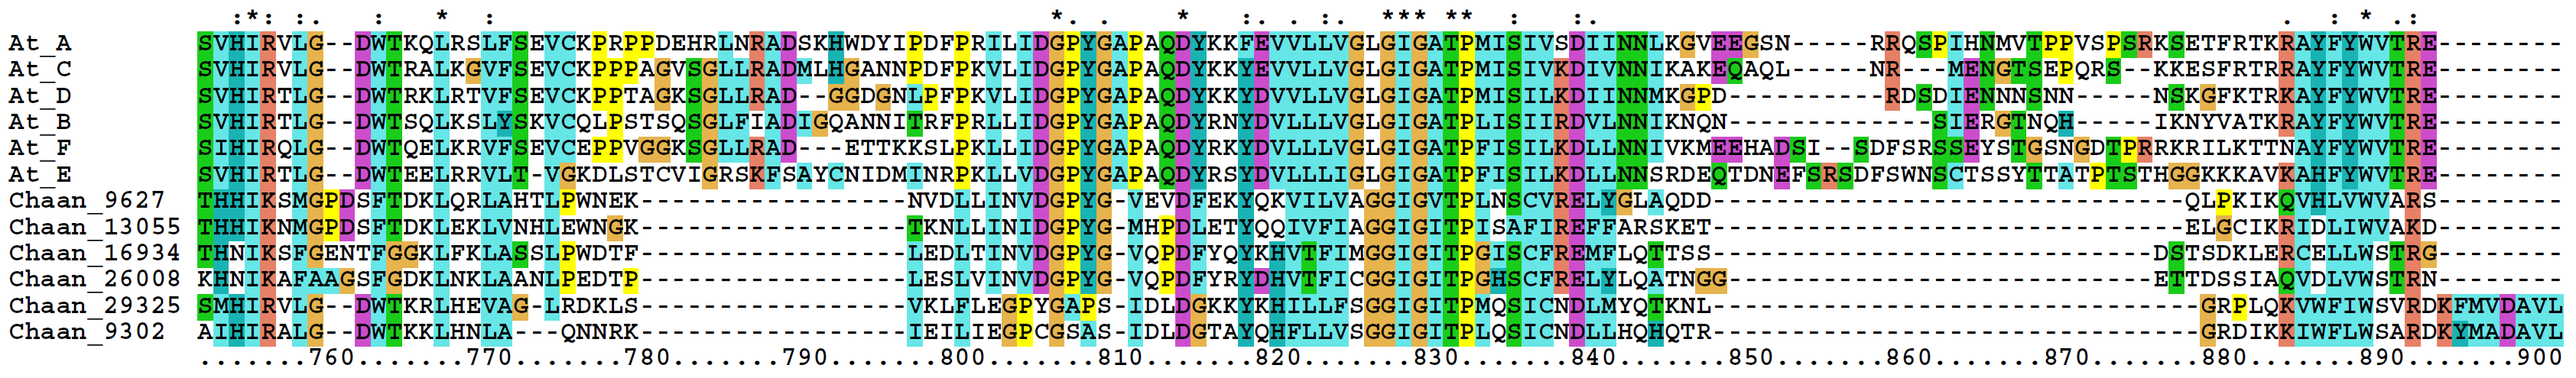 :*: :.   :   *  :                                   *. .    *   :. . :.  *** **  :   :.                                           .  : * .:
At_A SVHIRVLG--DWTKQLRSLFSEVCKPRPPDEHRLNRADSKHWDYIPDFPRILIDGPYGAPAQDYKKFEVVLLVGLGIGATPMISIVSDIINNLKGVEEGSN-----RRQSPIHNMVTPPVSPSRKSETFRTKRAYFYWVTRE--------
At_C SVHIRVLG--DWTRALKGVFSEVCKPPPAGVSGLLRADMLHGANNPDFPKVLIDGPYGAPAQDYKKYEVVLLVGLGIGATPMISIVKDIVNNIKAKEQAQL-----NR---MENGTSEPQRS--KKESFRTRRAYFYWVTRE--------
At_D SVHIRTLG--DWTRKLRTVFSEVCKPPTAGKSGLLRAD--GGDGNLPFPKVLIDGPYGAPAQDYKKYDVVLLVGLGIGATPMISILKDIINNMKGPD----------RDSDIENNNSNN-----NSKGFKTRKAYFYWVTRE--------
At_B SVHIRTLG--DWTSQLKSLYSKVCQLPSTSQSGLFIADIGQANNITRFPRLLIDGPYGAPAQDYRNYDVLLLVGLGIGATPLISIIRDVLNNIKNQN-------------SIERGTNQH-----IKNYVATKRAYFYWVTRE--------
At_F SIHIRQLG--DWTQELKRVFSEVCEPPVGGKSGLLRAD---ETTKKSLPKLLIDGPYGAPAQDYRKYDVLLLVGLGIGATPFISILKDLLNNIVKMEEHADSI--SDFSRSSEYSTGSNGDTPRRKRILKTTNAYFYWVTRE--------
At_E SVHIRTLG--DWTEELRRVLT-VGKDLSTCVIGRSKFSAYCNIDMINRPKLLVDGPYGAPAQDYRSYDVLLLIGLGIGATPFISILKDLLNNSRDEQTDNEFSRSDFSWNSCTSSYTTATPTSTHGGKKKAVKAHFYWVTRE--------
Chaan_9627 THHIKSMGPDSFTDKLQRLAHTLPWNEK-----------------NVDLLINVDGPYG-VEVDFEKYQKVILVAGGIGVTPLNSCVRELYGLAQDD------------------------------QLPKIKQVHLVWVARS--------
Chaan_13055 THHIKNMGPDSFTDKLEKLVNHLEWNGK-----------------TKNLLINIDGPYG-MHPDLETYQQIVFIAGGIGITPISAFIREFFARSKET------------------------------ELGCIKRIDLIWVAKD--------
Chaan_16934 THNIKSFGENTFGGKLFKLASSLPWDTF-----------------LEDLTINVDGPYG-VQPDFYQYKHVTFIMGGIGITPGISCFREMFLQTTSS----------------------------DSTSDKLERCELLWSTRG--------
Chaan_26008 KHNIKAFAAGSFGDKLNKLAANLPEDTP-----------------LESLVINVDGPYG-VQPDFYRYDHVTFICGGIGITPGHSCFRELYLQATNGG---------------------------ETTDSSIAQVDLVWSTRN--------
Chaan_29325 SMHIRVLG--DWTKRLHEVAG-LRDKLS-----------------VKLFLEGPYGAPS-IDLDGKKYKHILLFSGGIGITPMQSICNDLMYQTKNL-------------------------------GRPLQKVWFIWSVRDKFMVDAVL
Chaan_9302 AIHIRALG--DWTKKLHNLA---QNNRK-----------------IEILIEGPCGSAS-IDLDGTAYQHFLLVSGGIGITPLQSICNDLLHQHQTR-------------------------------GRDIKKIWFLWSARDKYMADAVL
.......760.......770.......780.......790.......800.......810.......820.......830.......840.......850.......860.......870.......880.......890.......900